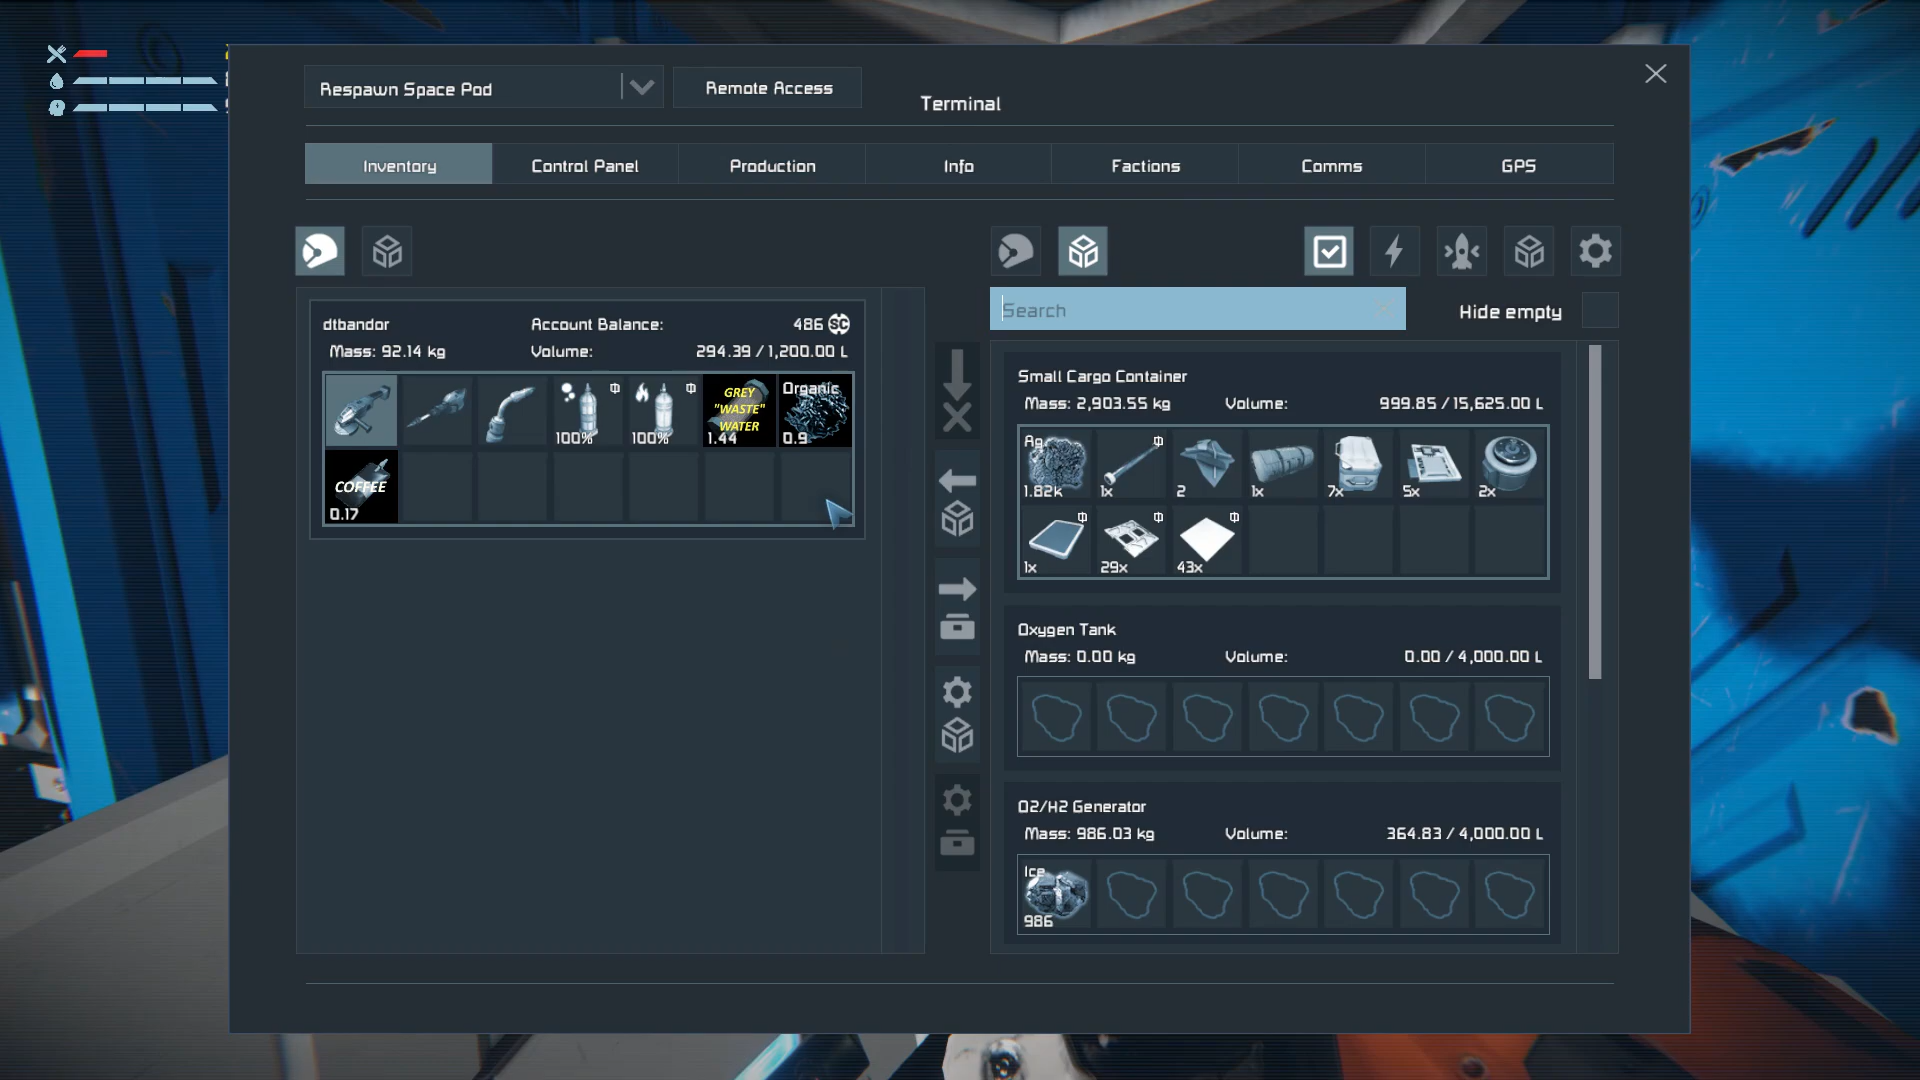 Respawn Space Pod
Remote Access
Terminal
Inventory
Control Panel
Production
Info
Factions
Comms
GPS
Search
Hide empty
dtbandor
Account Balance:
486 SC
Mass: 92.14 kg
Volume:
294.39 / 1,200.00 L
100%
100%
GREY
"WASTE"
WATER
1.44
Organic
0.9
COFFEE
0.17
Small Cargo Container
Mass: 2,903.55 kg
Volume:
999.85 / 15,625.00 L
Ag
1.82k
1x
2
1x
7x
5x
2x
1x
29x
43x
Oxygen Tank
Mass: 0.00 kg
Volume:
0.00 / 4,000.00 L
O2/H2 Generator
Mass: 986.03 kg
Volume:
364.83 / 4,000.00 L
Ice
986